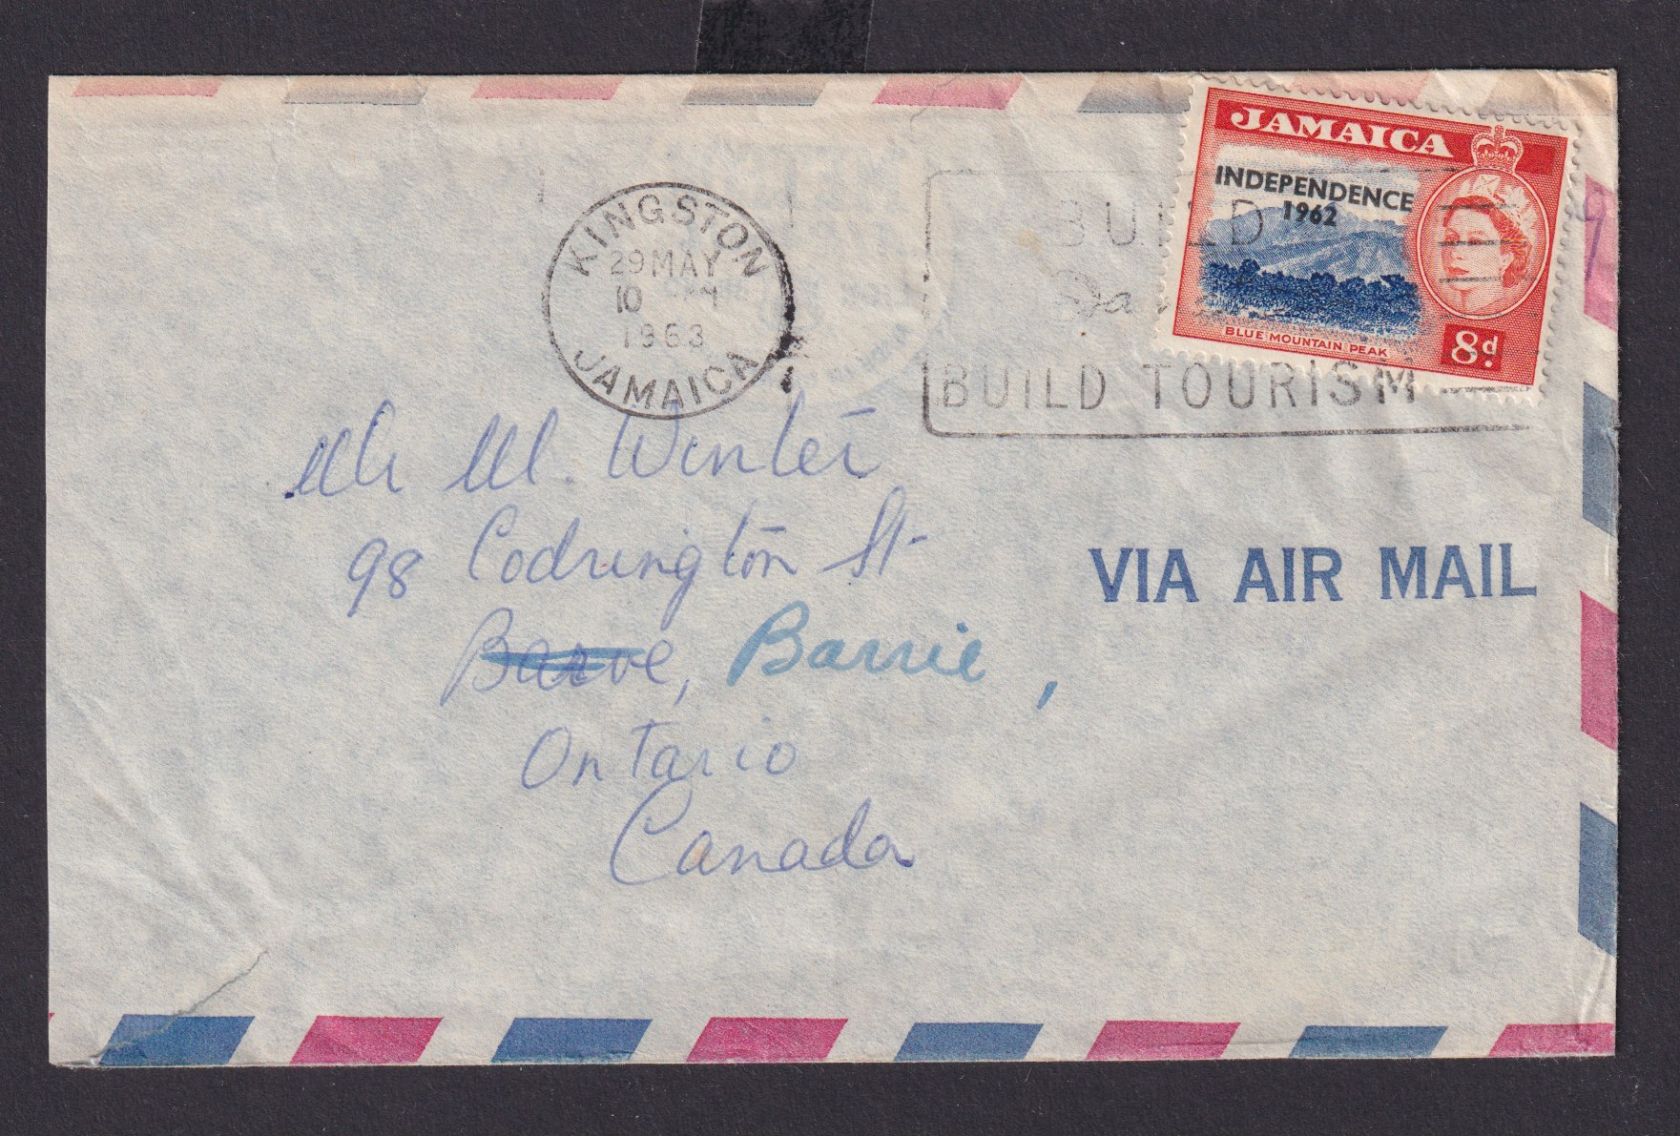 JAMAICA
INDEPENDENCE
1962
BLUE MOUNTAIN PEAK
8d.
KINGSTON
29 MAY
10
1963
JAMAICA
BUILD
BUILD TOURISM
Mr M. Winter
98 Codrington St
Barrie,
Ontario
Canada
VIA AIR MAIL